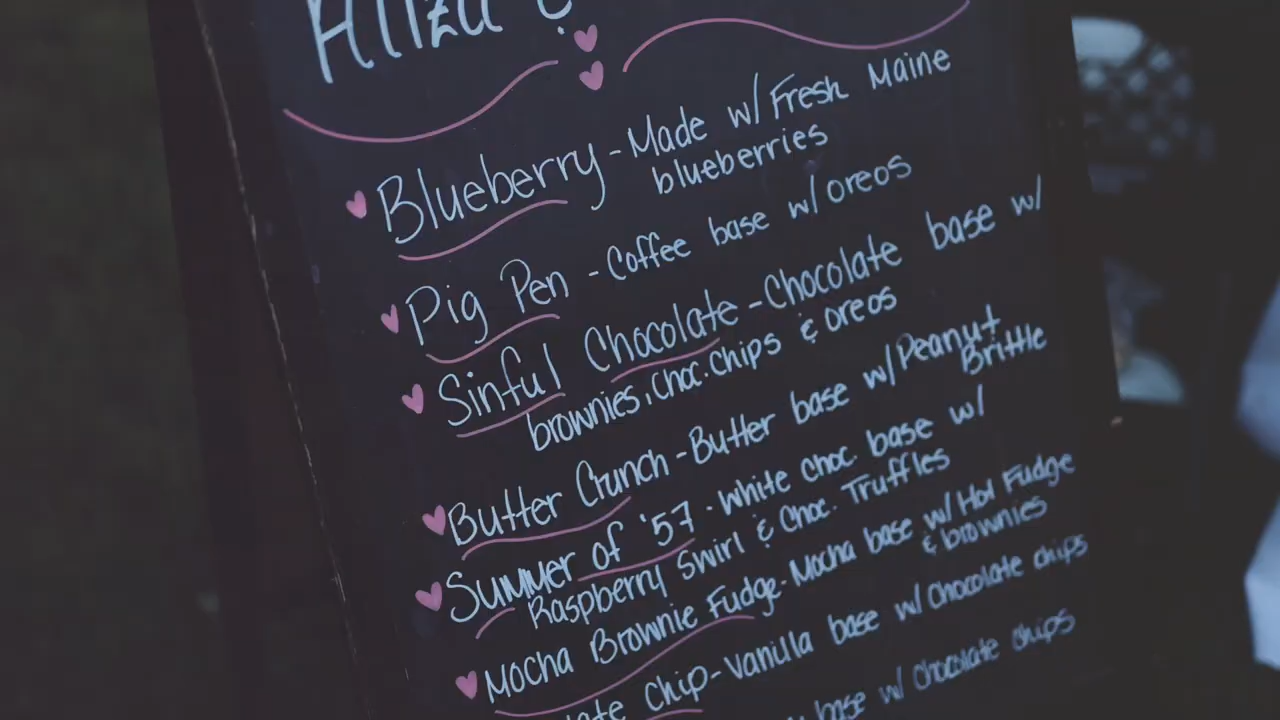 Aliza &
Blueberry - Made w/ Fresh Maine
blueberries
Pig Pen - Coffee base w/ oreos
Sinful Chocolate - Chocolate base w/
brownies, choc. chips & oreos
Butter Crunch - Butter base w/ Peanut
Brittle
Summer of '57 - White Choc. base w/
Raspberry Swirl & Choc. Truffles
Mocha Brownie Fudge - Mocha base w/ Hot Fudge
& brownies
Chip - Vanilla base w/ chocolate chips
base w/ chocolate chips